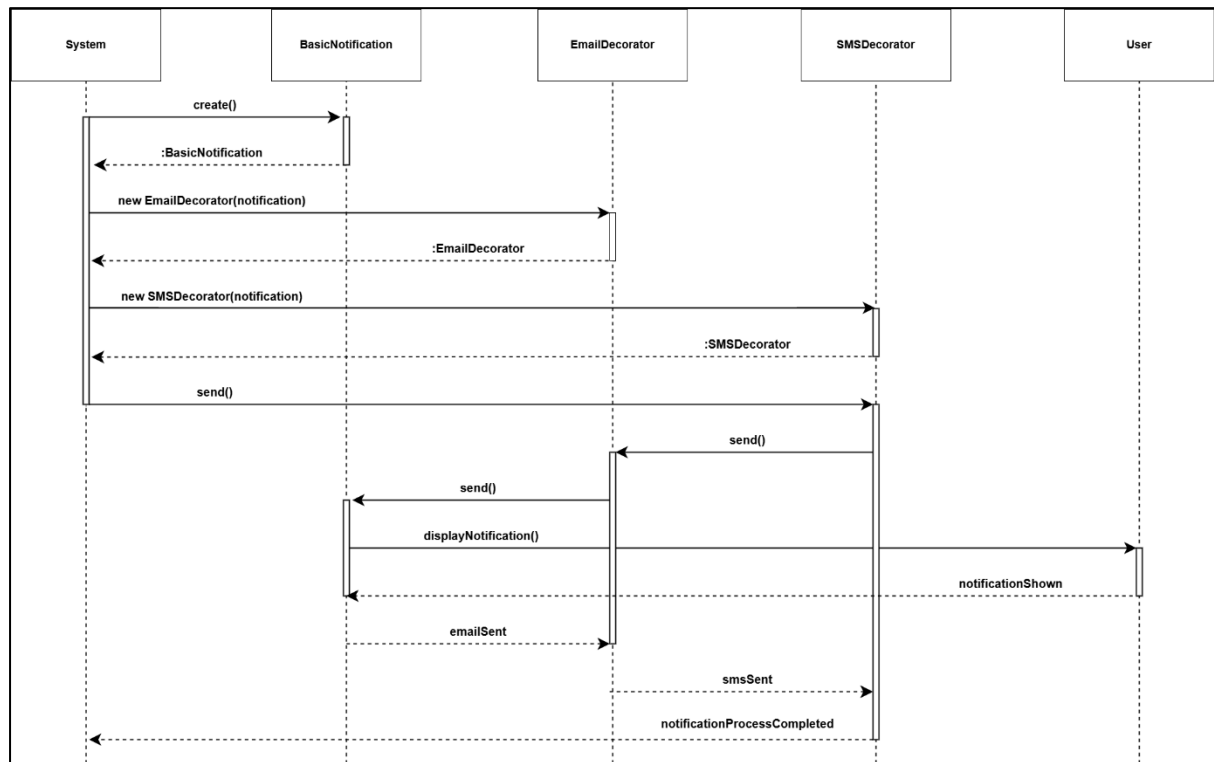 System
BasicNotification
EmailDecorator
SMSDecorator
User
create()
:BasicNotification
new EmailDecorator(notification)
:EmailDecorator
new SMSDecorator(notification)
:SMSDecorator
send()
send()
send()
displayNotification()
notificationShown
emailSent
smsSent
notificationProcessCompleted